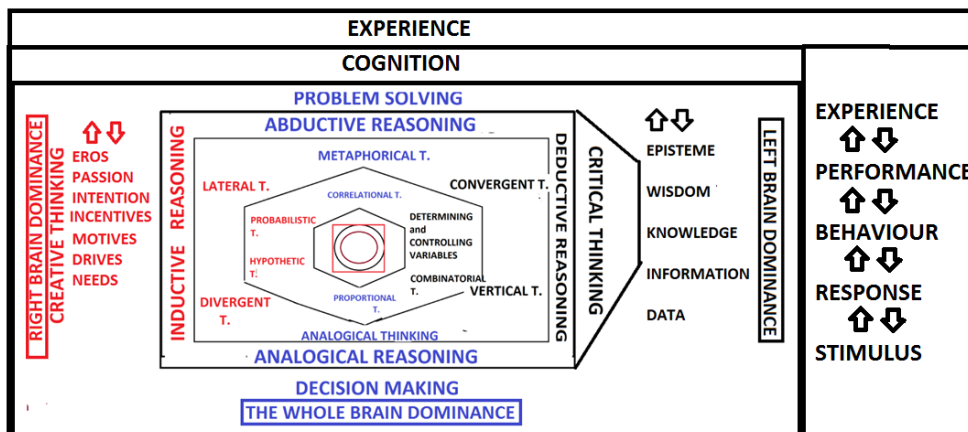 EXPERIENCE
COGNITION
PROBLEM SOLVING
ABDUCTIVE REASONING
METAPHORICAL T.
RIGHT BRAIN DOMINANCE
CREATIVE THINKING
EROS
PASSION
INTENTION
INCENTIVES
MOTIVES
DRIVES
NEEDS
INDUCTIVE REASONING
LATERAL T.
PROBABILISTIC
T.
HYPOTHETIC
T.
DIVERGENT
T.
CORRELATIONAL T.
PROPORTIONAL
T.
CONVERGENT T.
DETERMINING
and
CONTROLLING
VARIABLES
COMBINATORIAL
T.
VERTICAL T.
ANALOGICAL THINKING
ANALOGICAL REASONING
DEDUCTIVE REASONING
CRITICAL THINKING
EPISTEME
WISDOM
KNOWLEDGE
INFORMATION
DATA
LEFT BRAIN DOMINANCE
DECISION MAKING
THE WHOLE BRAIN DOMINANCE
EXPERIENCE
PERFORMANCE
BEHAVIOUR
RESPONSE
STIMULUS